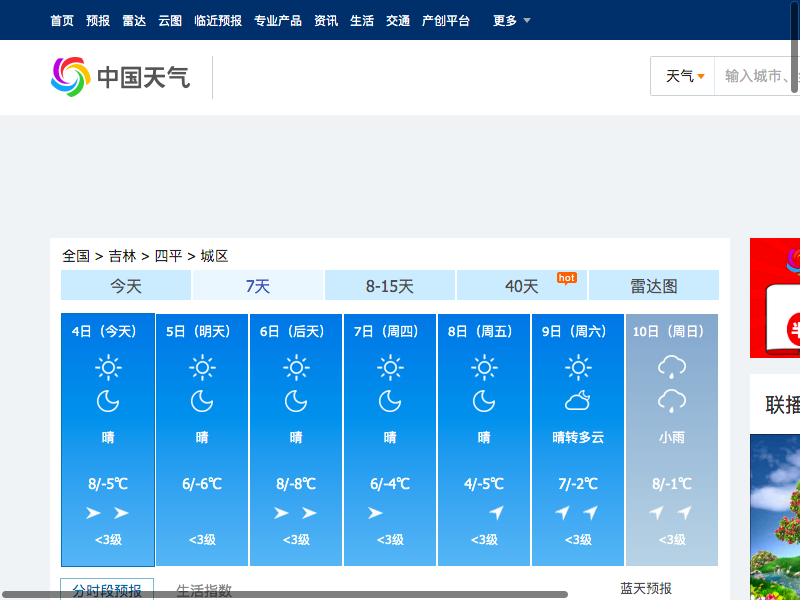 首页 预报 雷达 云图 临近预报 专业产品 资讯 生活 交通 产创平台 更多
中国天气
天气 输入城市、
全国 > 吉林 > 四平 > 城区
今天 7天 8-15天 40天 hot 雷达图
4日（今天） 5日（明天） 6日（后天） 7日（周四） 8日（周五） 9日（周六） 10日（周日）
晴 晴 晴 晴 晴 晴转多云 小雨
8/-5℃ 6/-6℃ 8/-8℃ 6/-4℃ 4/-5℃ 7/-2℃ 8/-1℃
<3级 <3级 <3级 <3级 <3级 <3级 <3级
分时段预报 生活指数 蓝天预报
联播